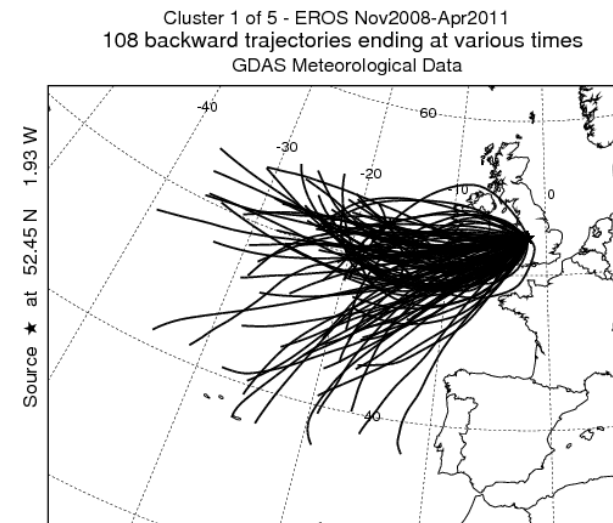 Cluster 1 of 5 - EROS Nov2008-Apr2011
108 backward trajectories ending at various times
GDAS Meteorological Data
Source ★ at 52.45 N 1.93 W
-40
60
-30
-20
-10
0
40